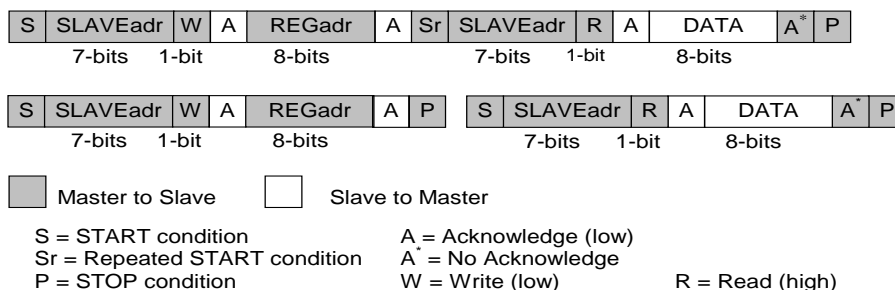 S SLAVEadr W A REGadr A Sr SLAVEadr R A DATA A* P
7-bits 1-bit 8-bits 7-bits 1-bit 8-bits
S SLAVEadr W A REGadr A P S SLAVEadr R A DATA A* P
7-bits 1-bit 8-bits 7-bits 1-bit 8-bits
Master to Slave Slave to Master
S = START condition A = Acknowledge (low)
Sr = Repeated START condition A* = No Acknowledge
P = STOP condition W = Write (low) R = Read (high)